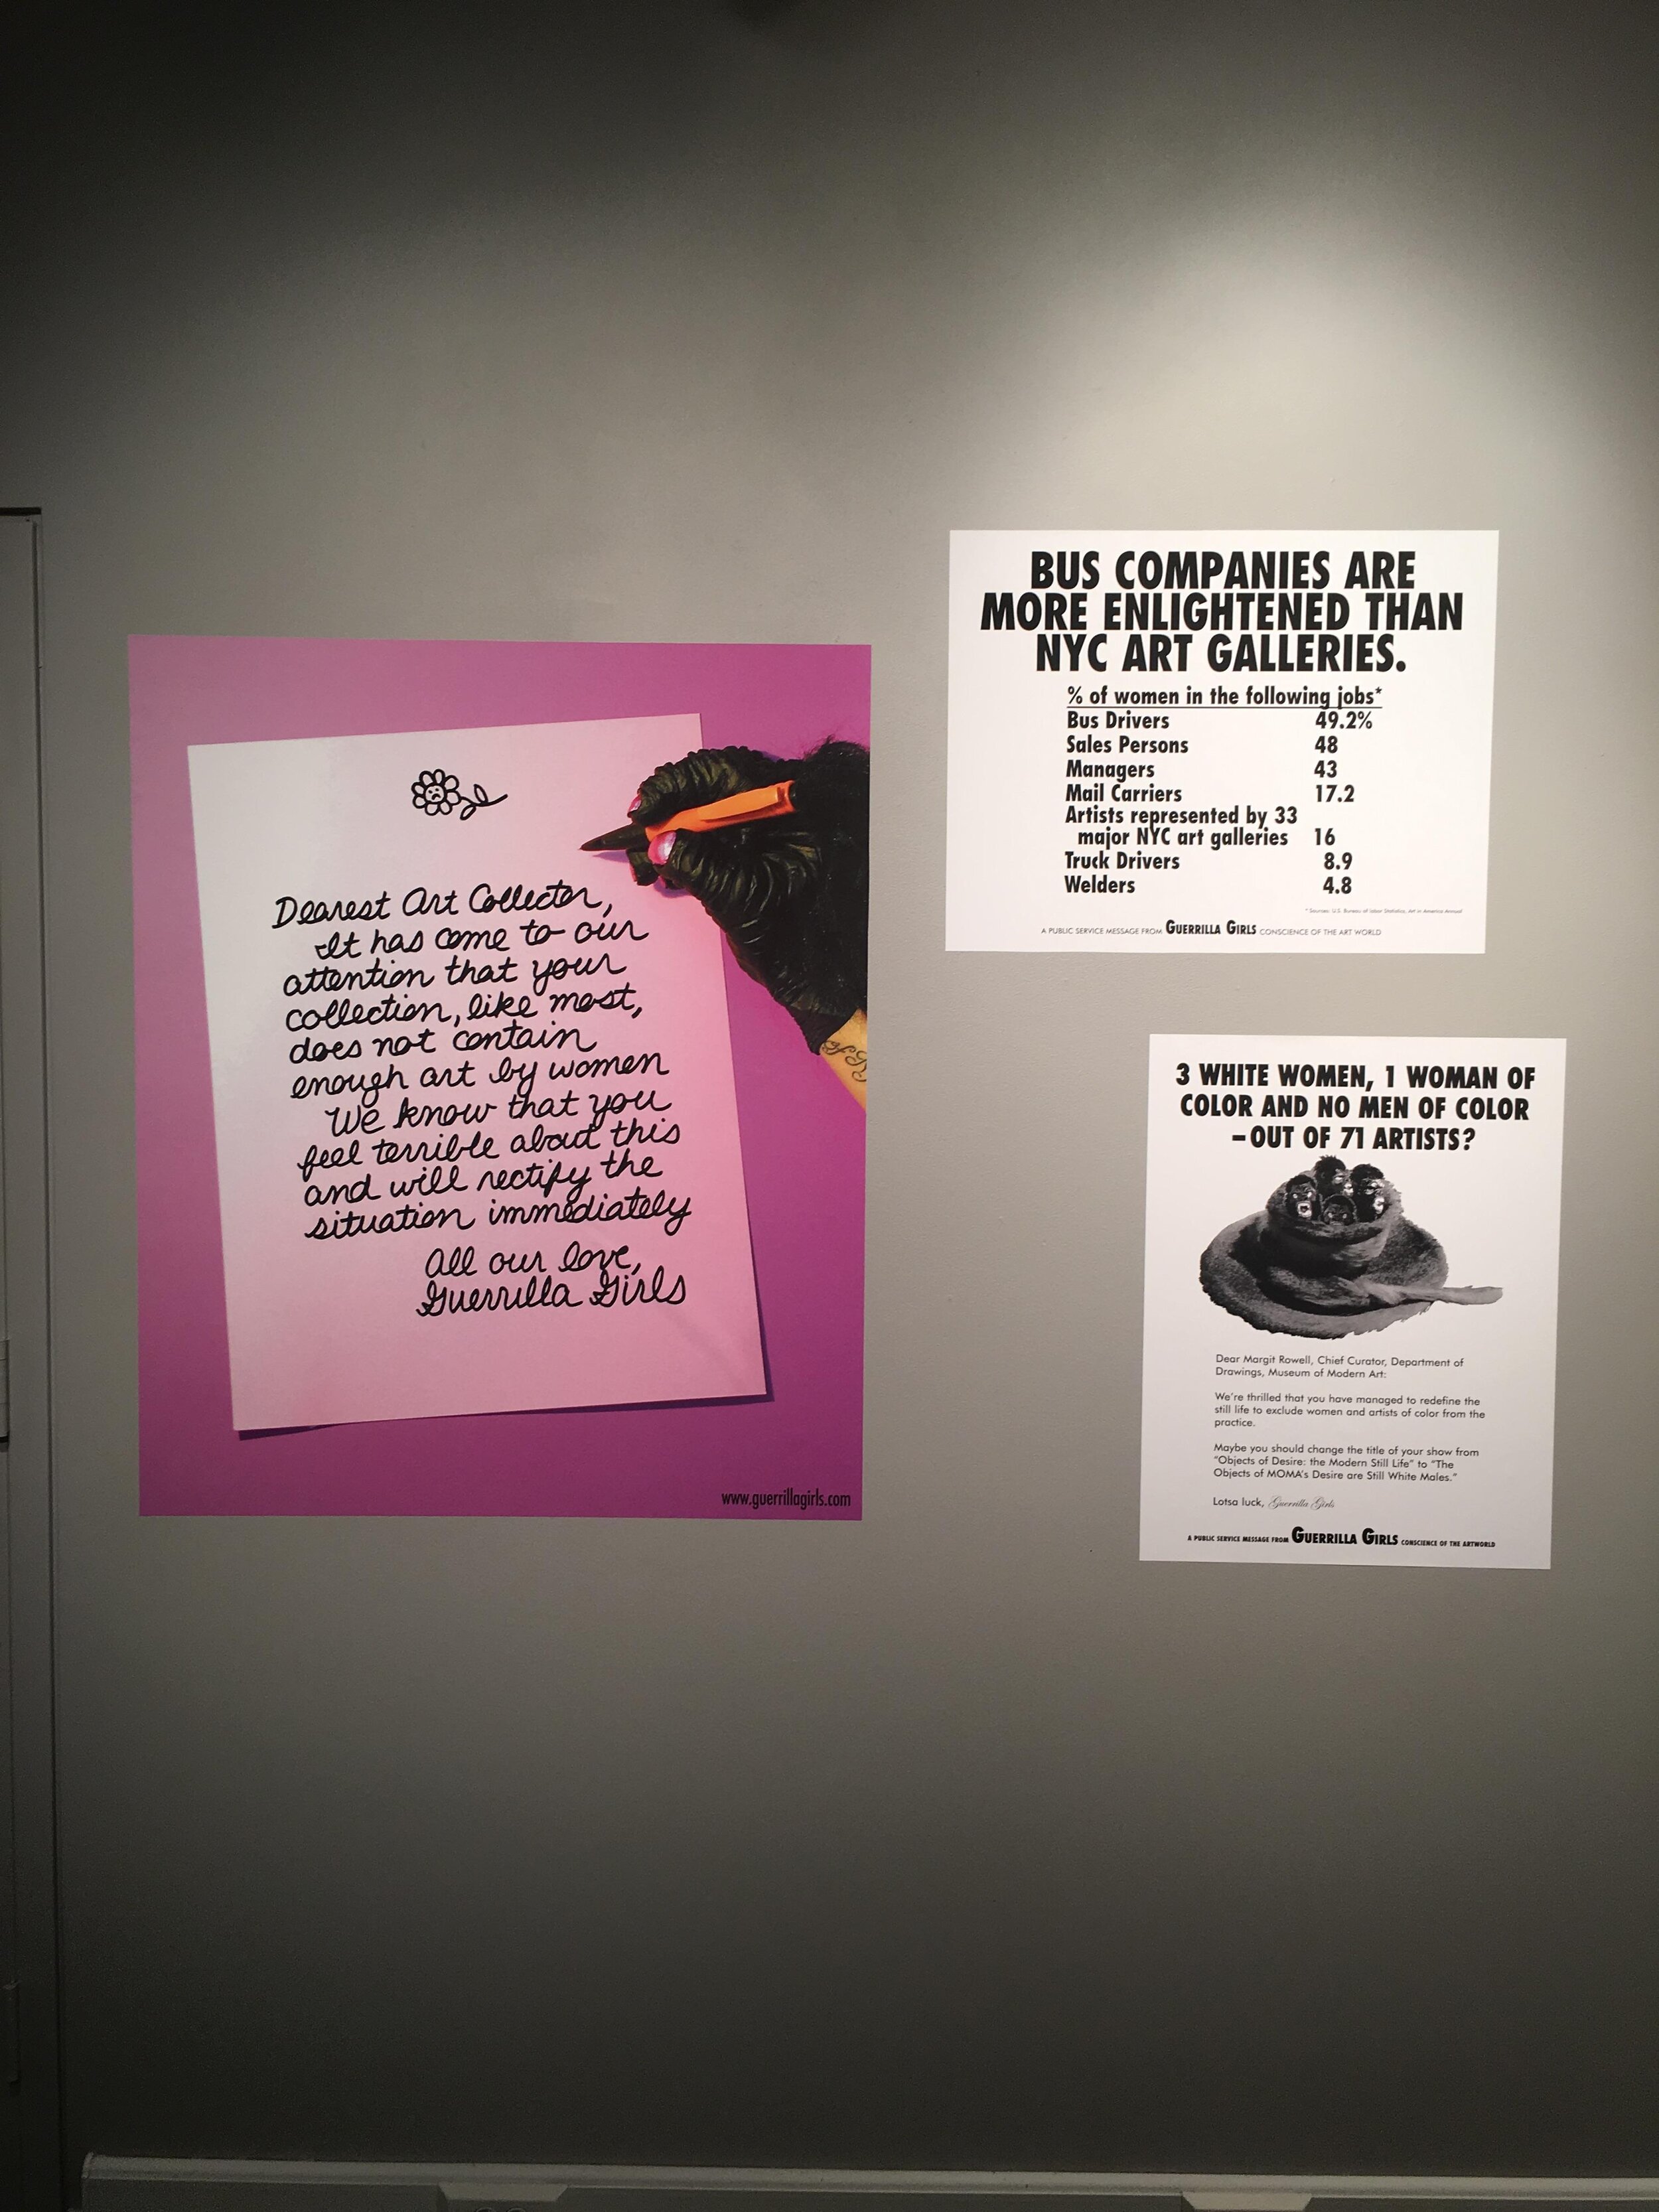 Dearest Art Collector,
It has come to our
attention that your
collection, like most,
does not contain
enough art by women
We know that you
feel terrible about this
and will rectify the
situation immediately
All our love,
Guerrilla Girls
www.guerrillagirls.com
BUS COMPANIES ARE
MORE ENLIGHTENED THAN
NYC ART GALLERIES.
% of women in the following jobs*
Bus Drivers 49.2%
Sales Persons 48
Managers 43
Mail Carriers 17.2
Artists represented by 33
major NYC art galleries 16
Truck Drivers 8.9
Welders 4.8
* Sources: U.S. Bureau of Labor Statistics, Art in America Annual
A PUBLIC SERVICE MESSAGE FROM GUERRILLA GIRLS CONSCIENCE OF THE ART WORLD
3 WHITE WOMEN, 1 WOMAN OF
COLOR AND NO MEN OF COLOR
–OUT OF 71 ARTISTS?
Dear Margit Rowell, Chief Curator, Department of
Drawings, Museum of Modern Art:
We're thrilled that you have managed to redefine the
still life to exclude women and artists of color from the
practice.
Maybe you should change the title of your show from
"Objects of Desire: the Modern Still Life" to "The
Objects of MOMA's Desire are Still White Males."
Lotsa luck, Guerrilla Girls
A PUBLIC SERVICE MESSAGE FROM GUERRILLA GIRLS CONSCIENCE OF THE ARTWORLD